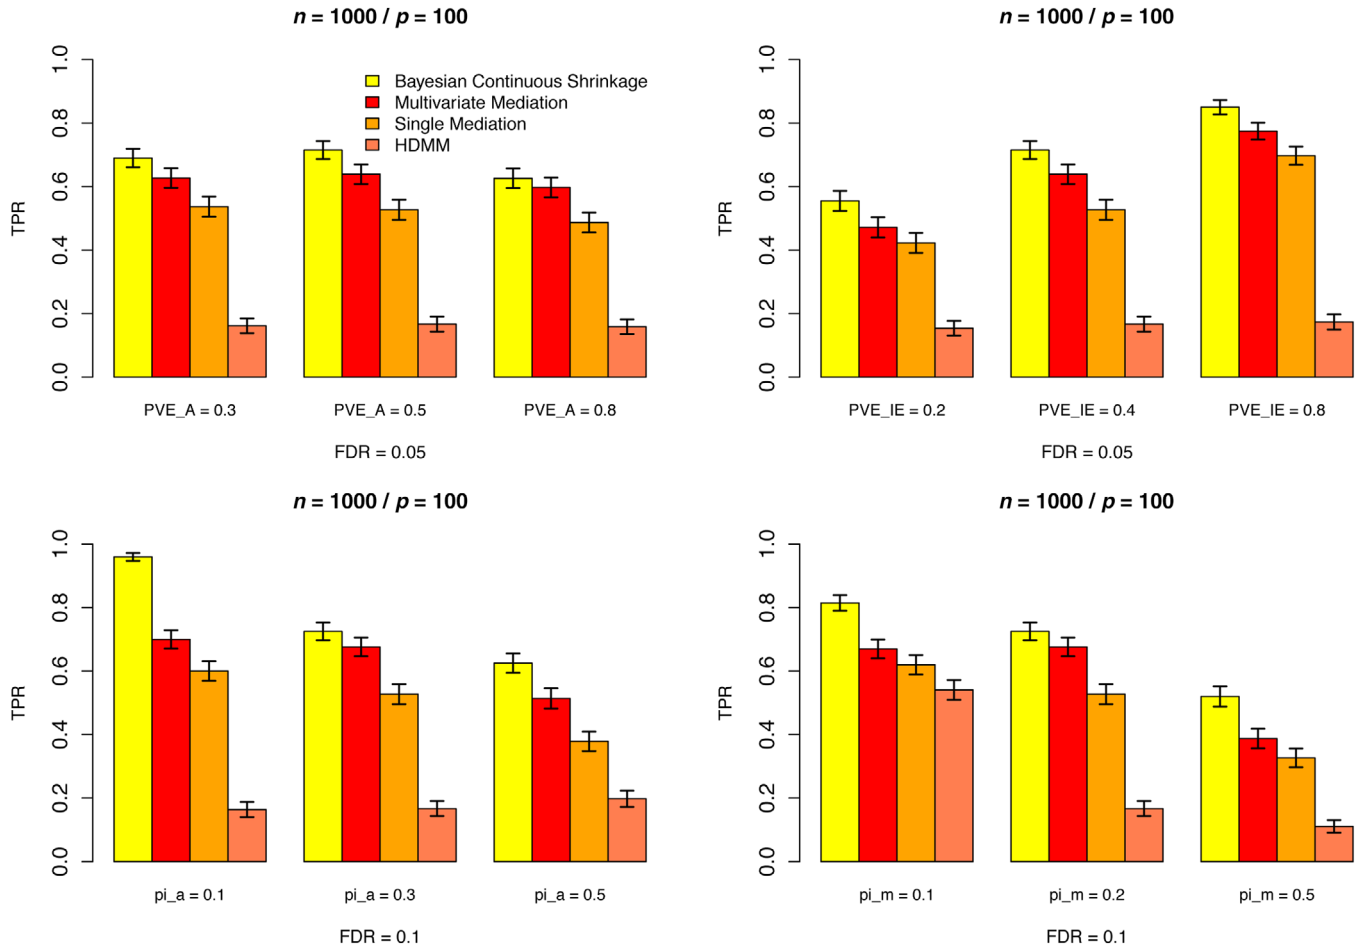 n = 1000 / p = 100
TPR
0.0 0.2 0.4 0.6 0.8 1.0
Bayesian Continuous Shrinkage
Multivariate Mediation
Single Mediation
HDMM
PVE_A = 0.3 PVE_A = 0.5 PVE_A = 0.8
FDR = 0.05
n = 1000 / p = 100
TPR
0.0 0.2 0.4 0.6 0.8 1.0
PVE_IE = 0.2 PVE_IE = 0.4 PVE_IE = 0.8
FDR = 0.05
n = 1000 / p = 100
TPR
0.0 0.2 0.4 0.6 0.8 1.0
pi_a = 0.1 pi_a = 0.3 pi_a = 0.5
FDR = 0.1
n = 1000 / p = 100
TPR
0.0 0.2 0.4 0.6 0.8 1.0
pi_m = 0.1 pi_m = 0.2 pi_m = 0.5
FDR = 0.1